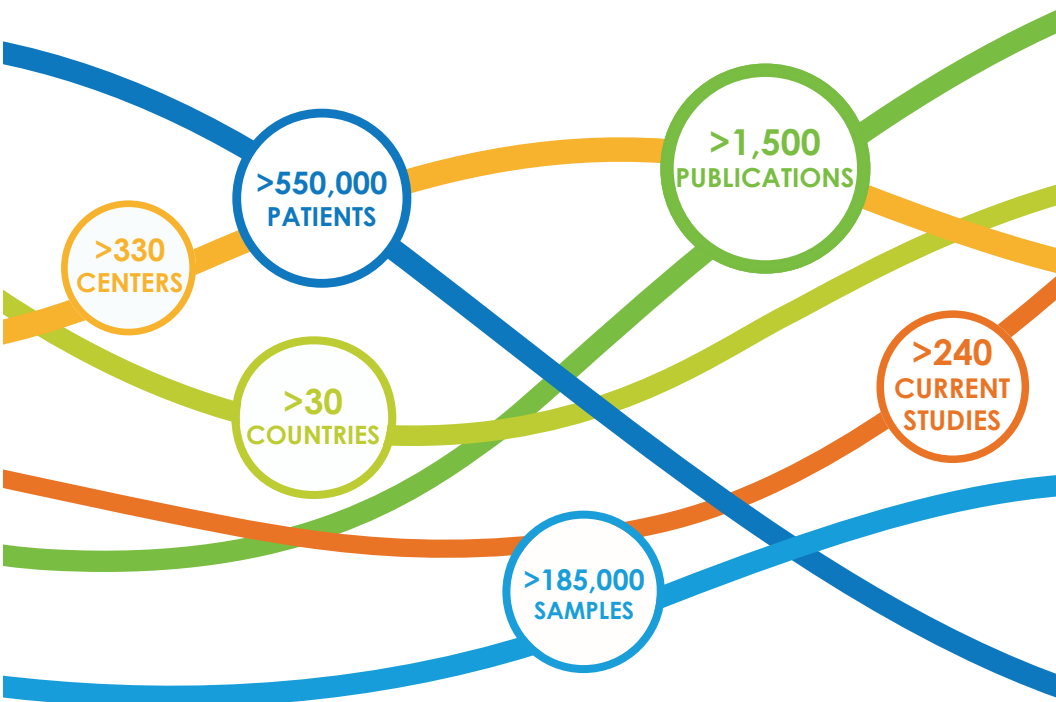 >1,500
PUBLICATIONS
>550,000
PATIENTS
>330
CENTERS
>240
CURRENT
STUDIES
>30
COUNTRIES
>185,000
SAMPLES